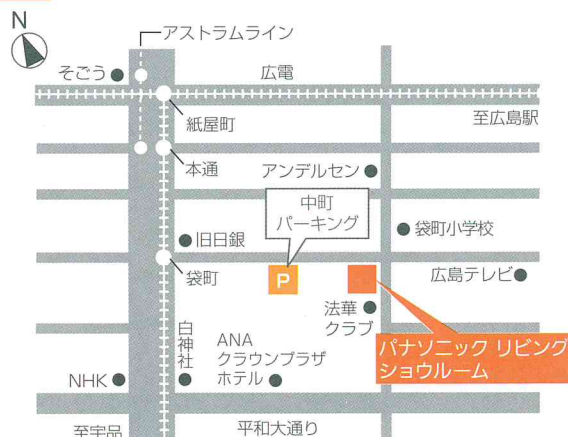 N
アストラムライン
そごう
広電
紙屋町
至広島駅
本通
アンデルセン
中町
パーキング
袋町小学校
旧日銀
袋町
P
広島テレビ
法華
クラブ
パナソニック リビング
ショウルーム
白神社
ANA
クラウンプラザ
ホテル
NHK
至宇品
平和大通り